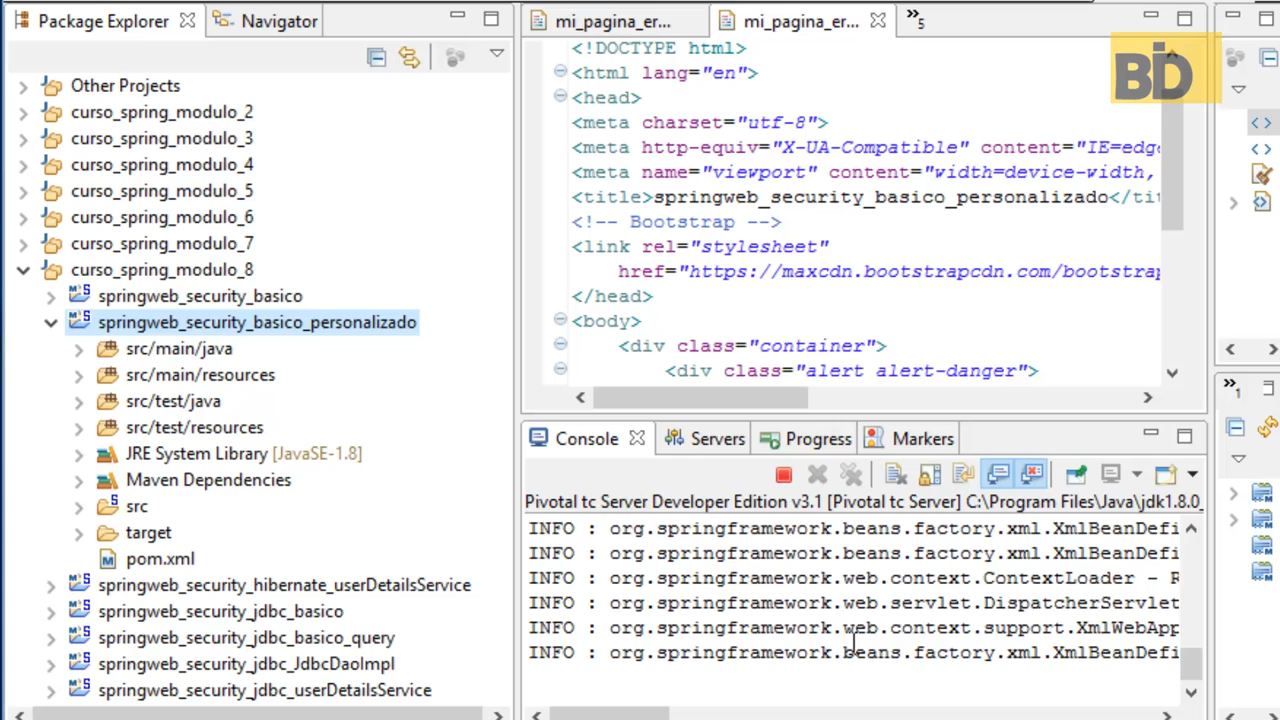 Package Explorer
Navigator
Other Projects
curso_spring_modulo_2
curso_spring_modulo_3
curso_spring_modulo_4
curso_spring_modulo_5
curso_spring_modulo_6
curso_spring_modulo_7
curso_spring_modulo_8
springweb_security_basico
springweb_security_basico_personalizado
src/main/java
src/main/resources
src/test/java
src/test/resources
JRE System Library [JavaSE-1.8]
Maven Dependencies
src
target
pom.xml
springweb_security_hibernate_userDetailsService
springweb_security_jdbc_basico
springweb_security_jdbc_basico_query
springweb_security_jdbc_JdbcDaoImpl
springweb_security_jdbc_userDetailsService
mi_pagina_er...
mi_pagina_er...
5
<!DOCTYPE html>
<html lang="en">
<head>
<meta charset="utf-8">
<meta http-equiv="X-UA-Compatible" content="IE=edg
<meta name="viewport" content="width=device-width,
<title>springweb_security_basico_personalizado</tit
<!-- Bootstrap -->
<link rel="stylesheet"
href="https://maxcdn.bootstrapcdn.com/bootstrap
</head>
<body>
<div class="container">
<div class="alert alert-danger">
BD
Console
Servers
Progress
Markers
Pivotal tc Server Developer Edition v3.1 [Pivotal tc Server] C:\Program Files\Java\jdk1.8.0_
INFO : org.springframework.beans.factory.xml.XmlBeanDefi
INFO : org.springframework.beans.factory.xml.XmlBeanDefi
INFO : org.springframework.web.context.ContextLoader - R
INFO : org.springframework.web.servlet.DispatcherServlet
INFO : org.springframework.web.context.support.XmlWebApp
INFO : org.springframework.beans.factory.xml.XmlBeanDefi
1